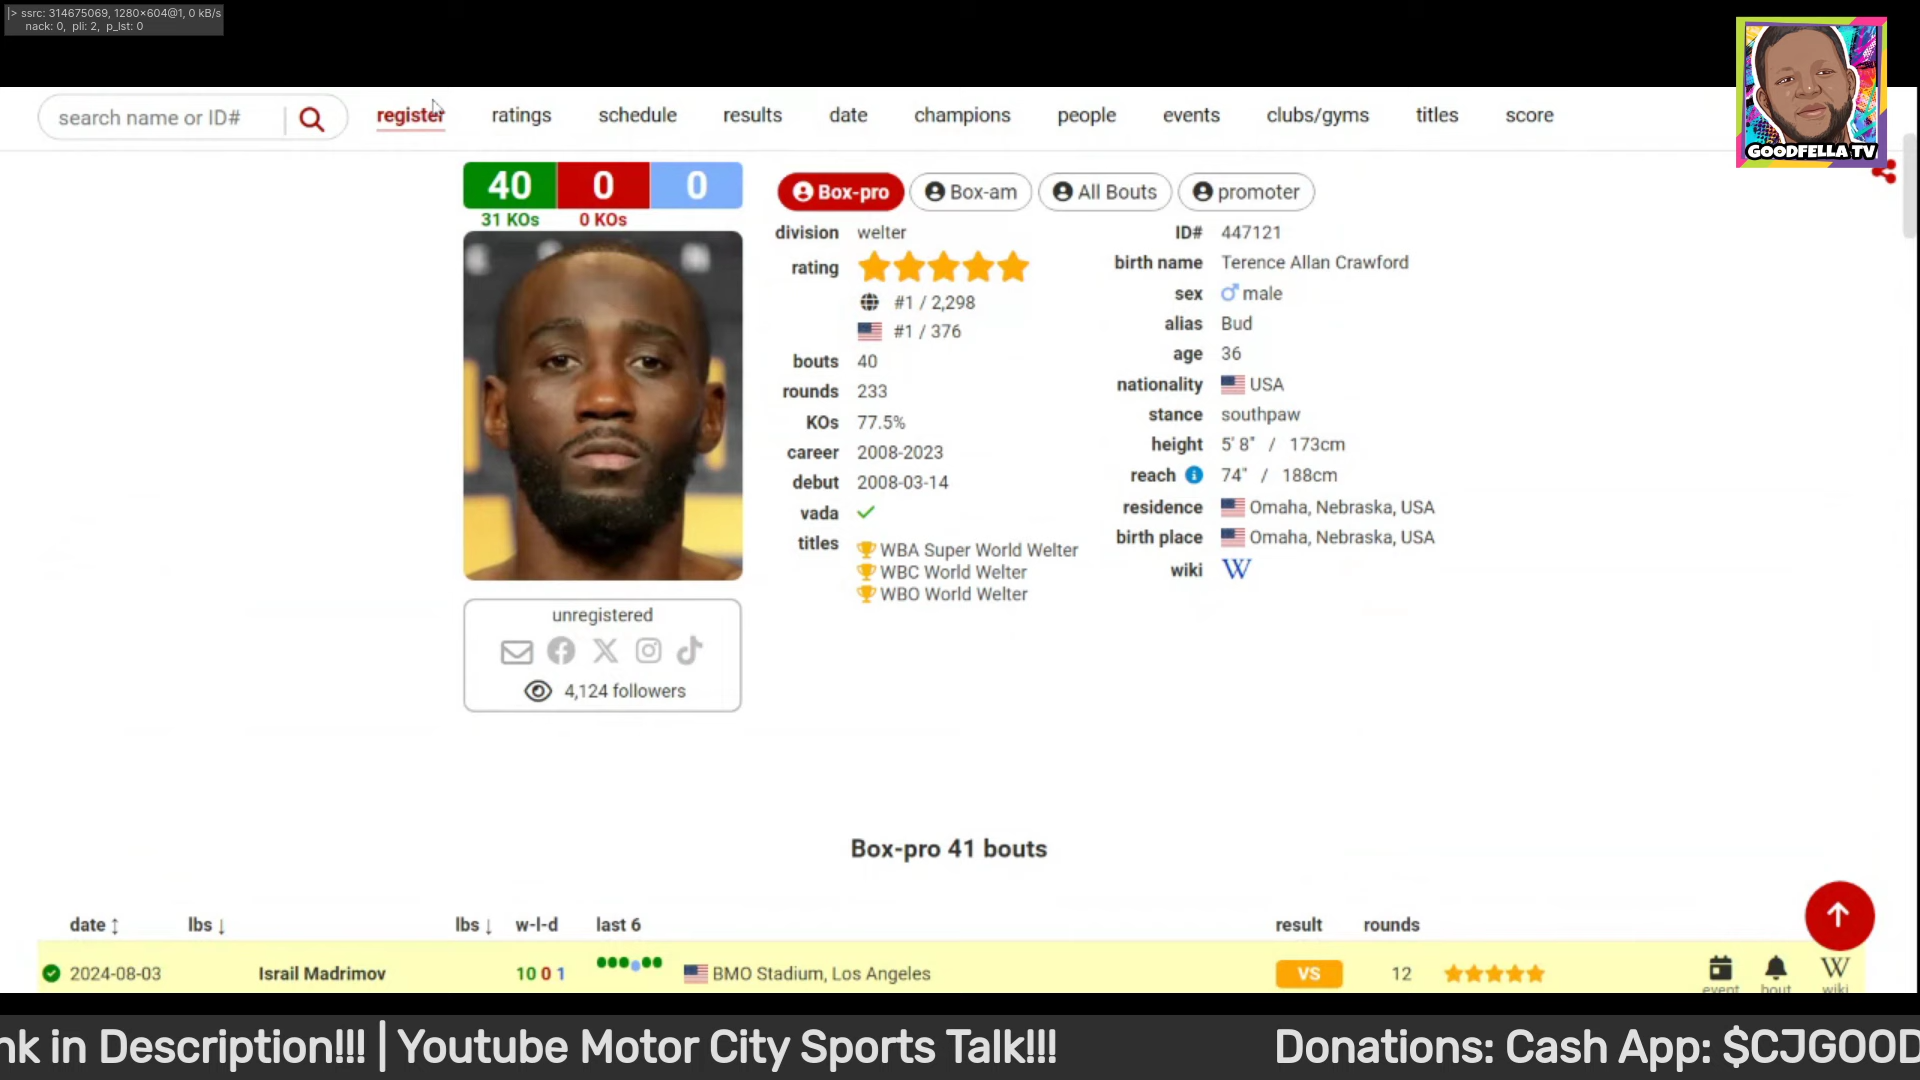 |> ssrc: 314675069, 1280×604@1, 0 kB/s
nack: 0, pli: 2, p_lst: 0
GOODFELLA TV
search name or ID#
register ratings schedule results date champions people events clubs/gyms titles score
40 0 0
31 KOs 0 KOs
Box-pro Box-am All Bouts promoter
division welter
rating
#1 / 2,298
#1 / 376
bouts 40
rounds 233
KOs 77.5%
career 2008-2023
debut 2008-03-14
vada
titles WBA Super World Welter
WBC World Welter
WBO World Welter
ID# 447121
birth name Terence Allan Crawford
sex male
alias Bud
age 36
nationality USA
stance southpaw
height 5' 8" / 173cm
reach 74" / 188cm
residence Omaha, Nebraska, USA
birth place Omaha, Nebraska, USA
wiki W
unregistered
4,124 followers
Box-pro 41 bouts
date lbs lbs w-l-d last 6 result rounds
2024-08-03 Israil Madrimov 10 0 1 BMO Stadium, Los Angeles VS 12
event bout wiki
nk in Description!!! | Youtube Motor City Sports Talk!!! Donations: Cash App: $CJGOOD